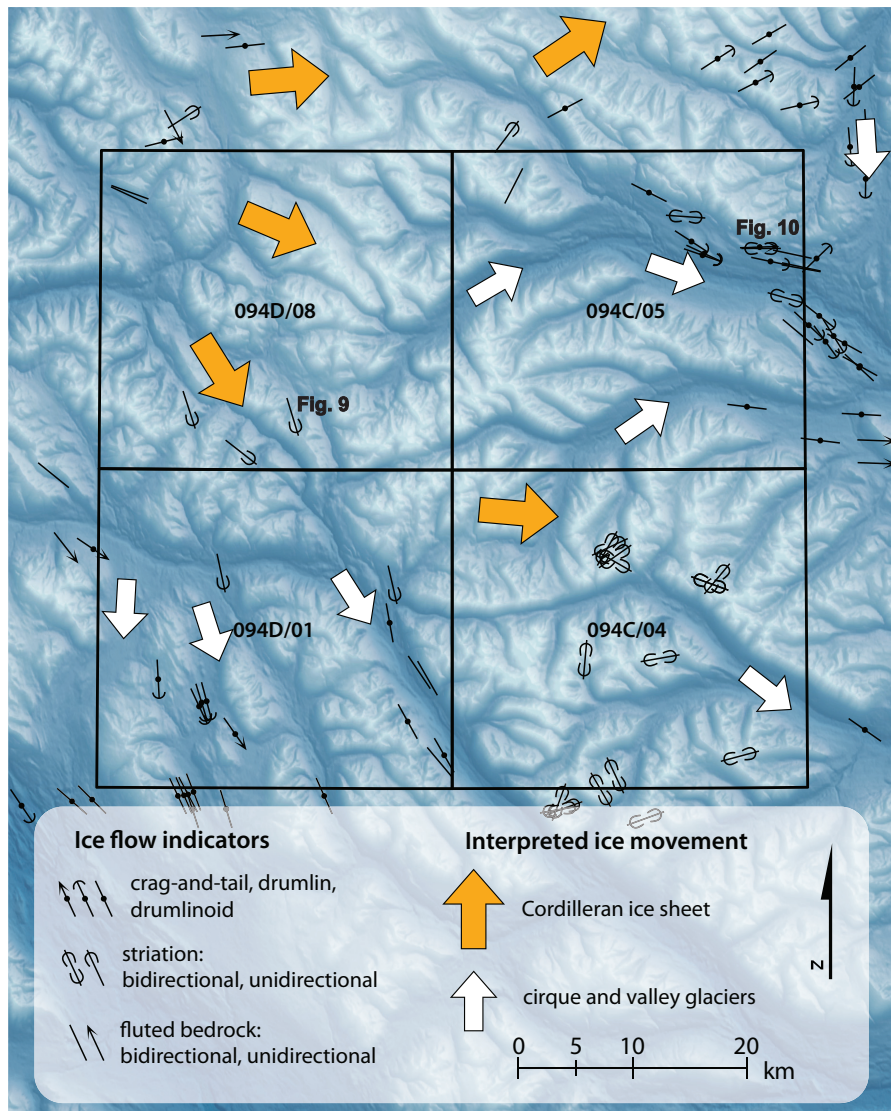 Fig. 10
094D/08
094C/05
Fig. 9
094D/01
094C/04
Ice flow indicators
crag-and-tail, drumlin,
drumlinoid
striation:
bidirectional, unidirectional
fluted bedrock:
bidirectional, unidirectional
Interpreted ice movement
Cordilleran ice sheet
cirque and valley glaciers
N
0 5 10 20
km